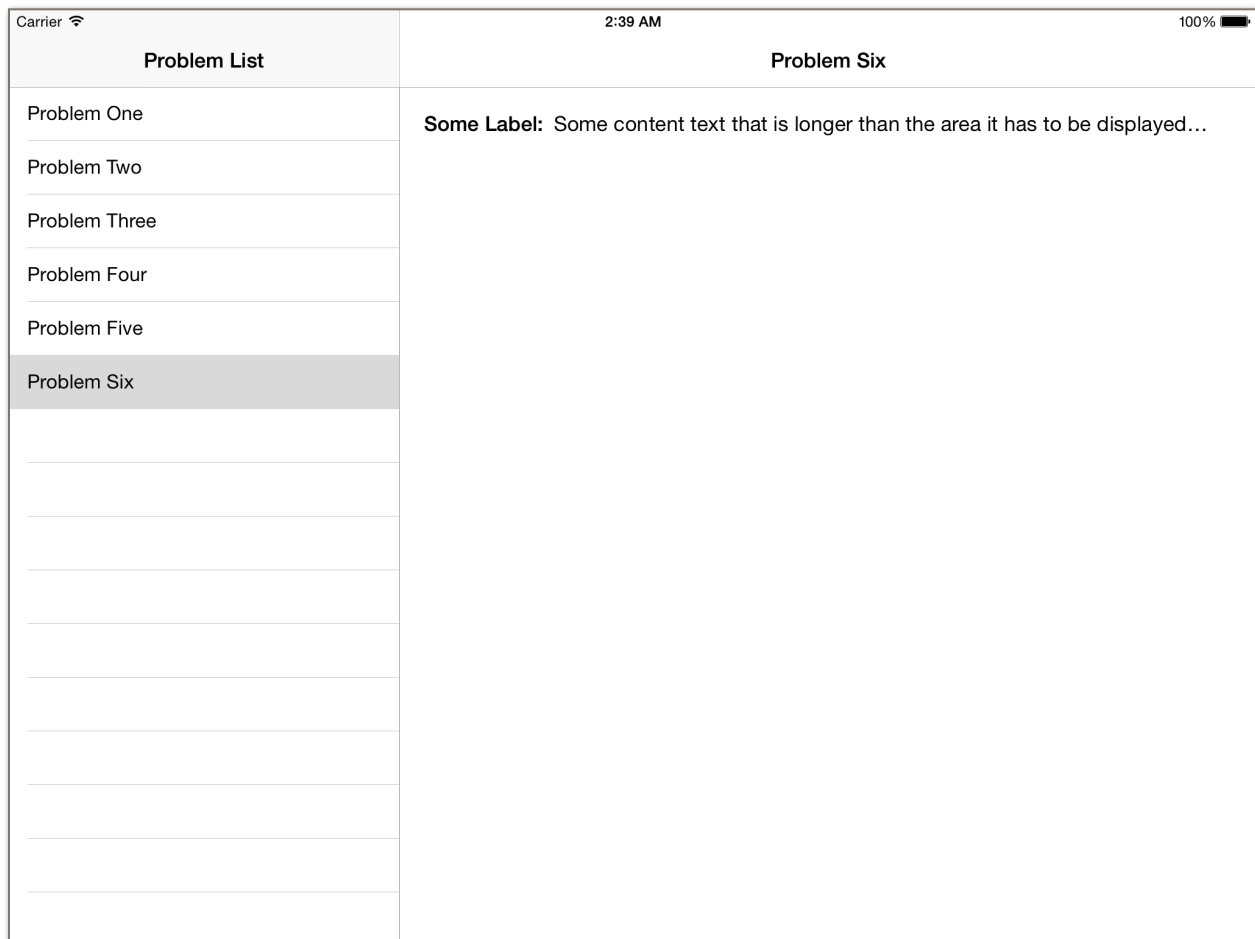 Carrier
2:39 AM
100%
Problem List
Problem Six
Problem One
Problem Two
Problem Three
Problem Four
Problem Five
Problem Six
Some Label: Some content text that is longer than the area it has to be displayed…